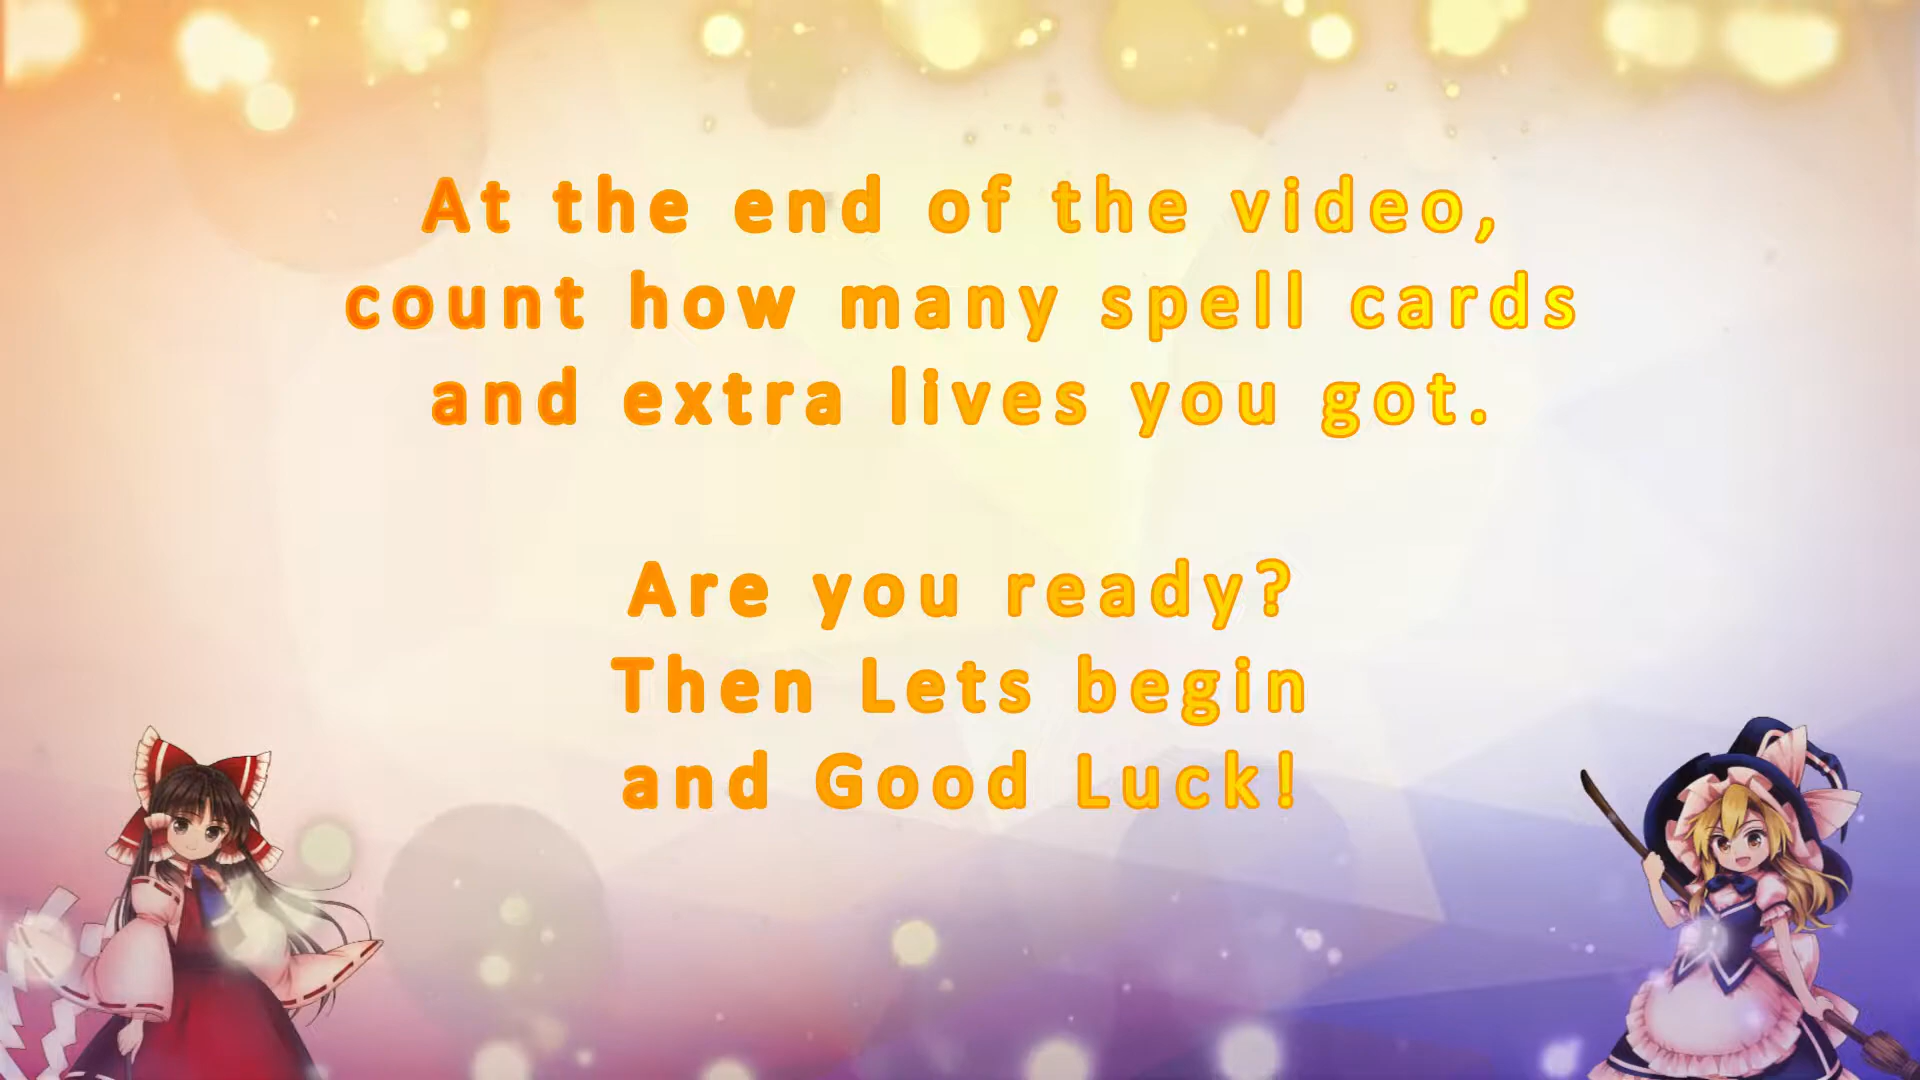 At the end of the video,
count how many spell cards
and extra lives you got.
Are you ready?
Then Lets begin
and Good Luck!